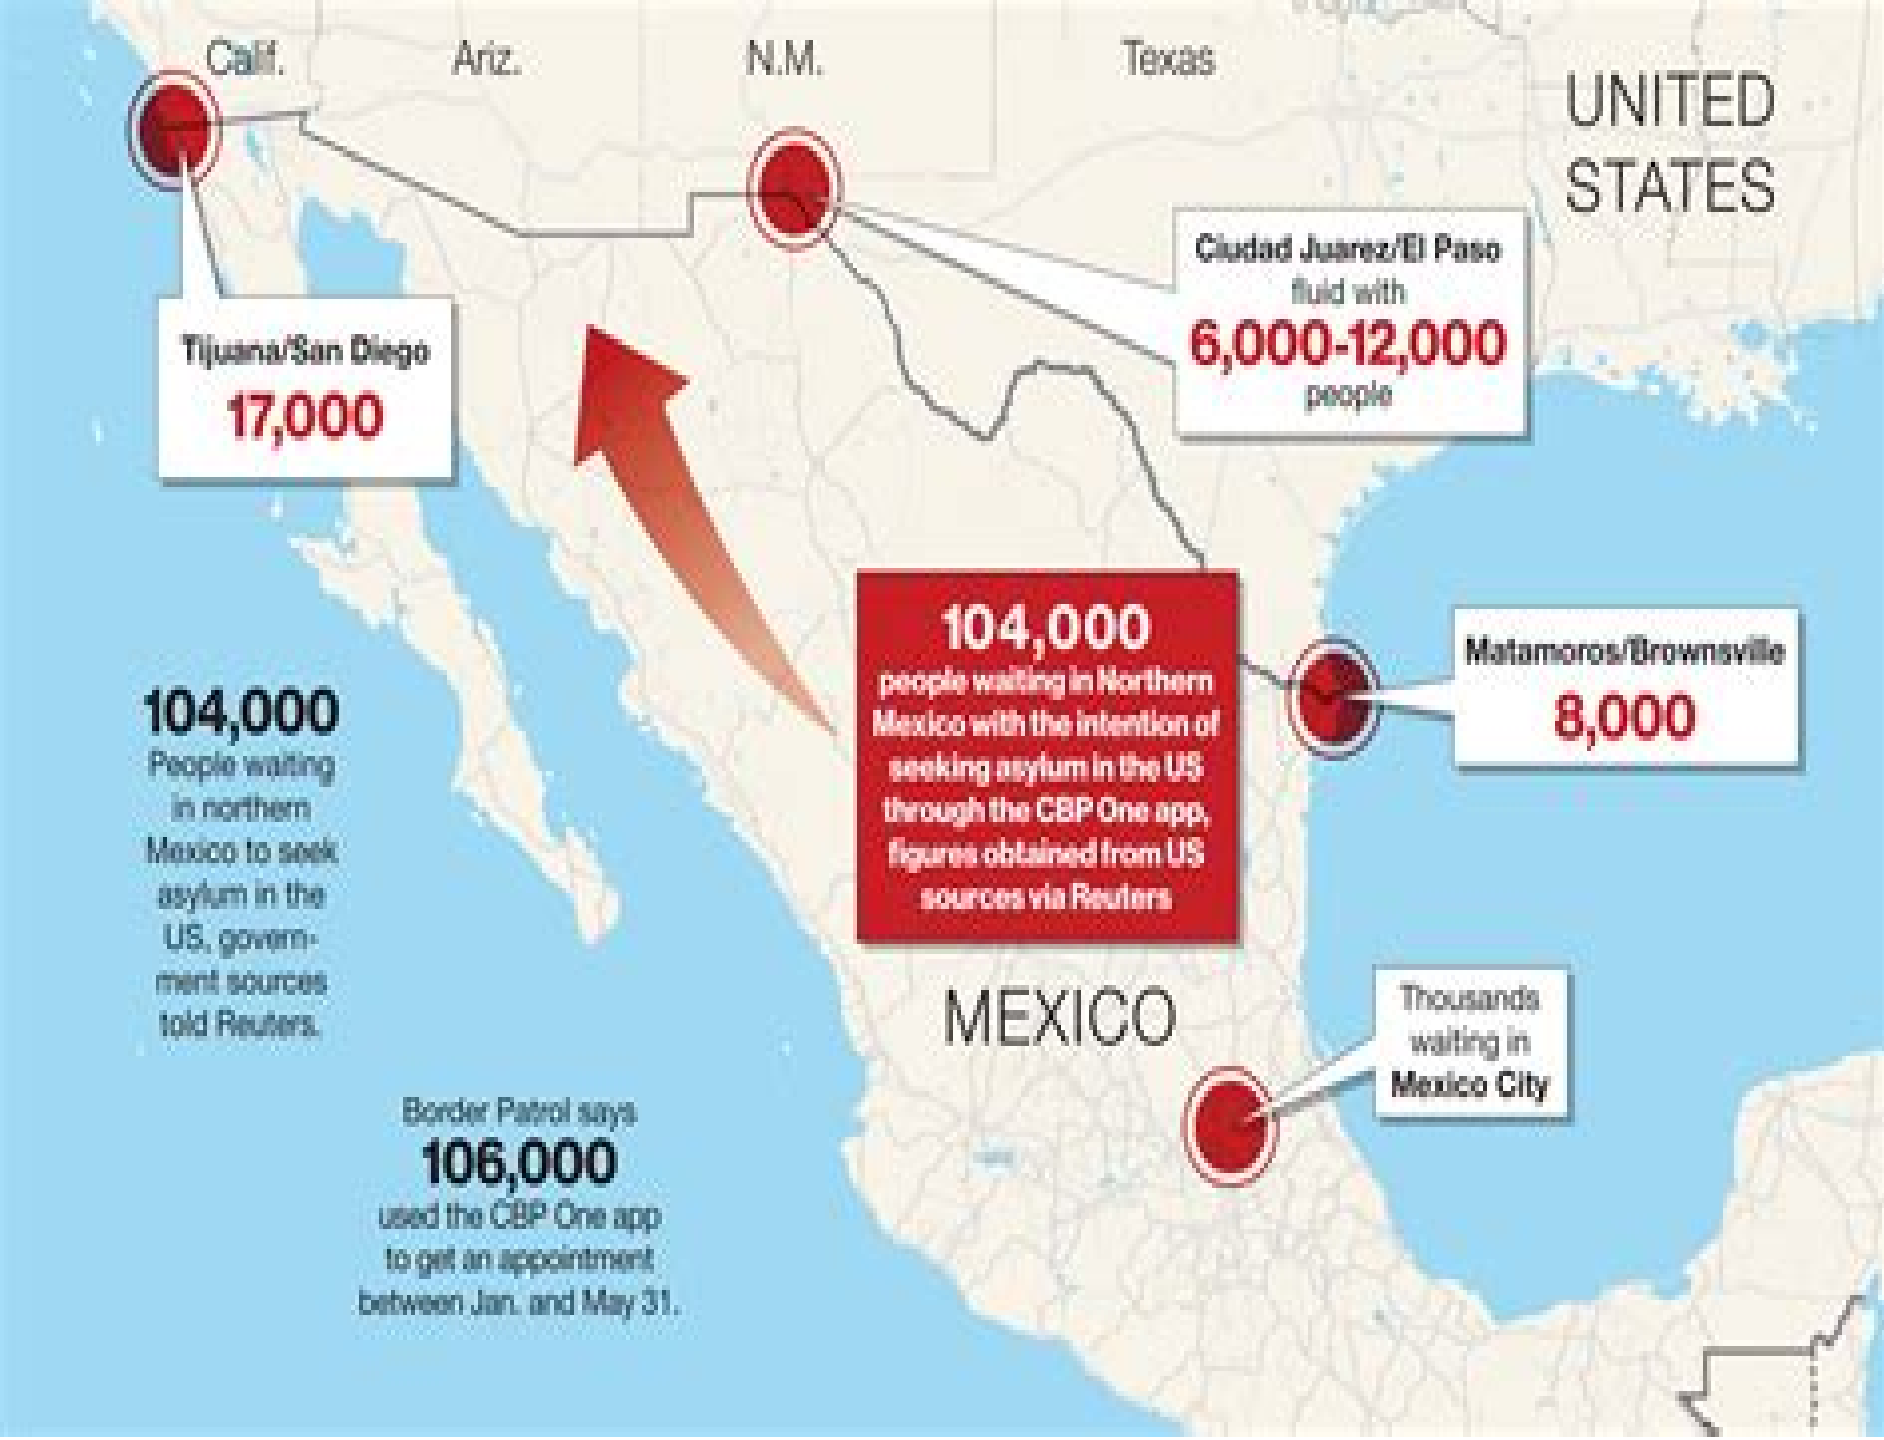 Calif.
Ariz.
N.M.
Texas
UNITED
STATES
Ciudad Juarez/El Paso
fluid with
6,000-12,000
people
Tijuana/San Diego
17,000
104,000
people waiting in Northern
Mexico with the intention of
seeking asylum in the US
through the CBP One app,
figures obtained from US
sources via Reuters
Matamoros/Brownsville
8,000
104,000
People waiting
in northern
Mexico to seek
asylum in the
US, govern-
ment sources
told Reuters.
MEXICO
Thousands
waiting in
Mexico City
Border Patrol says
106,000
used the CBP One app
to get an appointment
between Jan. and May 31.